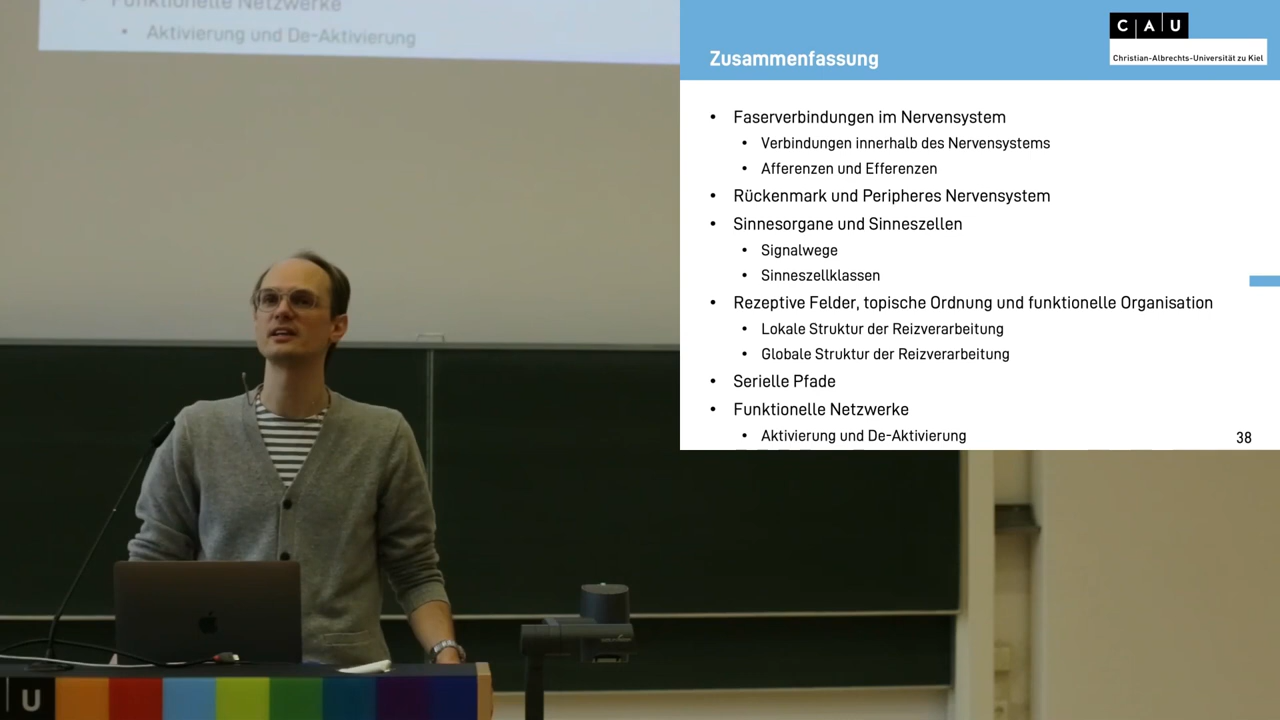 Funktionelle Netzwerke
• Aktivierung und De-Aktivierung
CAU
Christian-Albrechts-Universität zu Kiel
Zusammenfassung
• Faserverbindungen im Nervensystem
• Verbindungen innerhalb des Nervensystems
• Afferenzen und Efferenzen
• Rückenmark und Peripheres Nervensystem
• Sinnesorgane und Sinneszellen
• Signalwege
• Sinneszellklassen
• Rezeptive Felder, topische Ordnung und funktionelle Organisation
• Lokale Struktur der Reizverarbeitung
• Globale Struktur der Reizverarbeitung
• Serielle Pfade
• Funktionelle Netzwerke
• Aktivierung und De-Aktivierung
38
U